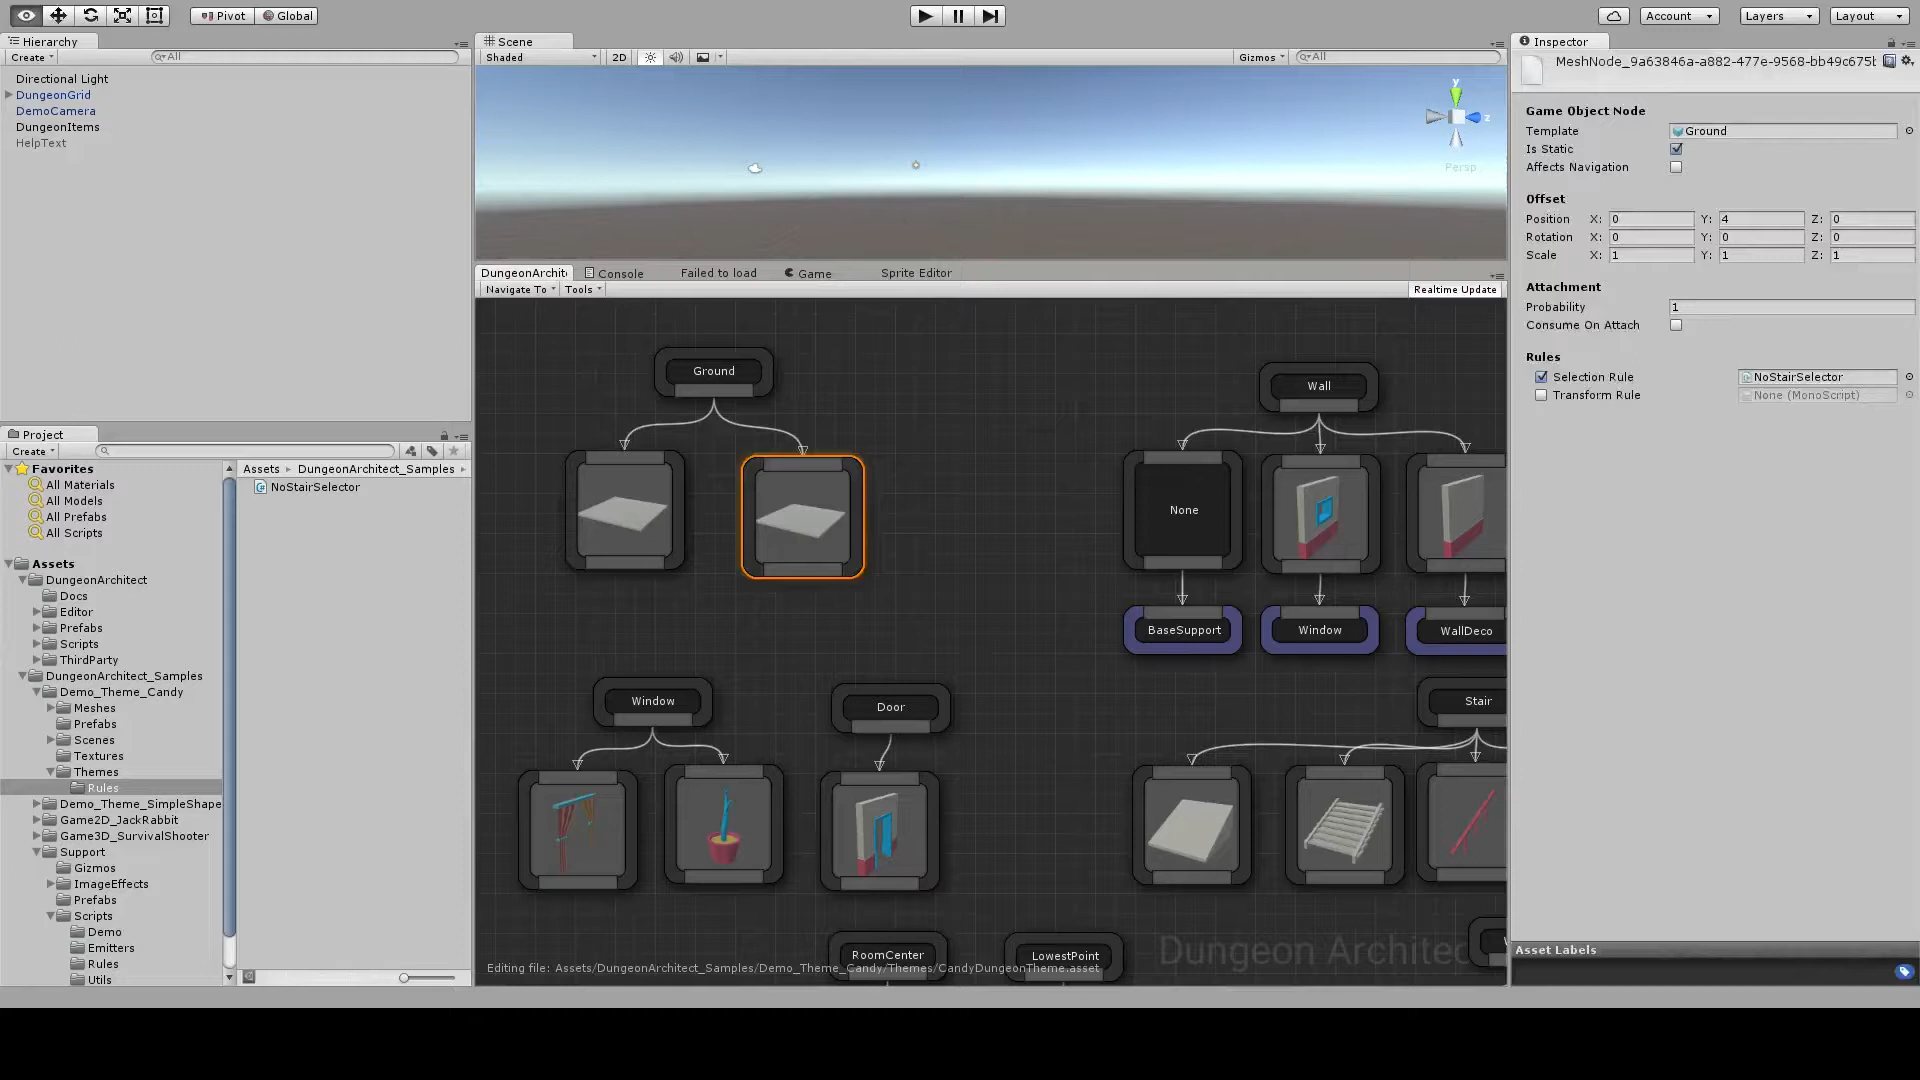 Pivot
Global
Account
Layers
Layout
Hierarchy
Create
All
Directional Light
DungeonGrid
DemoCamera
DungeonItems
HelpText
Scene
Shaded
2D
Gizmos
All
y
z
Persp
DungeonArchit
Console
Failed to load
Game
Sprite Editor
Navigate To
Tools
Realtime Update
Ground
Wall
None
BaseSupport
Window
WallDeco
Window
Door
Stair
RoomCenter
LowestPoint
Dungeon Architec
Editing file: Assets/DungeonArchitect_Samples/Demo_Theme_Candy/Themes/CandyDungeonTheme.asset
Project
Create
Favorites
All Materials
All Models
All Prefabs
All Scripts
Assets
DungeonArchitect
Docs
Editor
Prefabs
Scripts
ThirdParty
DungeonArchitect_Samples
Demo_Theme_Candy
Meshes
Prefabs
Scenes
Textures
Themes
Rules
Demo_Theme_SimpleShape
Game2D_JackRabbit
Game3D_SurvivalShooter
Support
Gizmos
ImageEffects
Prefabs
Scripts
Demo
Emitters
Rules
Utils
Assets DungeonArchitect_Samples
NoStairSelector
Inspector
MeshNode_9a63846a-a882-477e-9568-bb49c675
Game Object Node
Template Ground
Is Static
Affects Navigation
Offset
Position X: 0 Y: 4 Z: 0
Rotation X: 0 Y: 0 Z: 0
Scale X: 1 Y: 1 Z: 1
Attachment
Probability 1
Consume On Attach
Rules
Selection Rule NoStairSelector
Transform Rule None (MonoScript)
Asset Labels